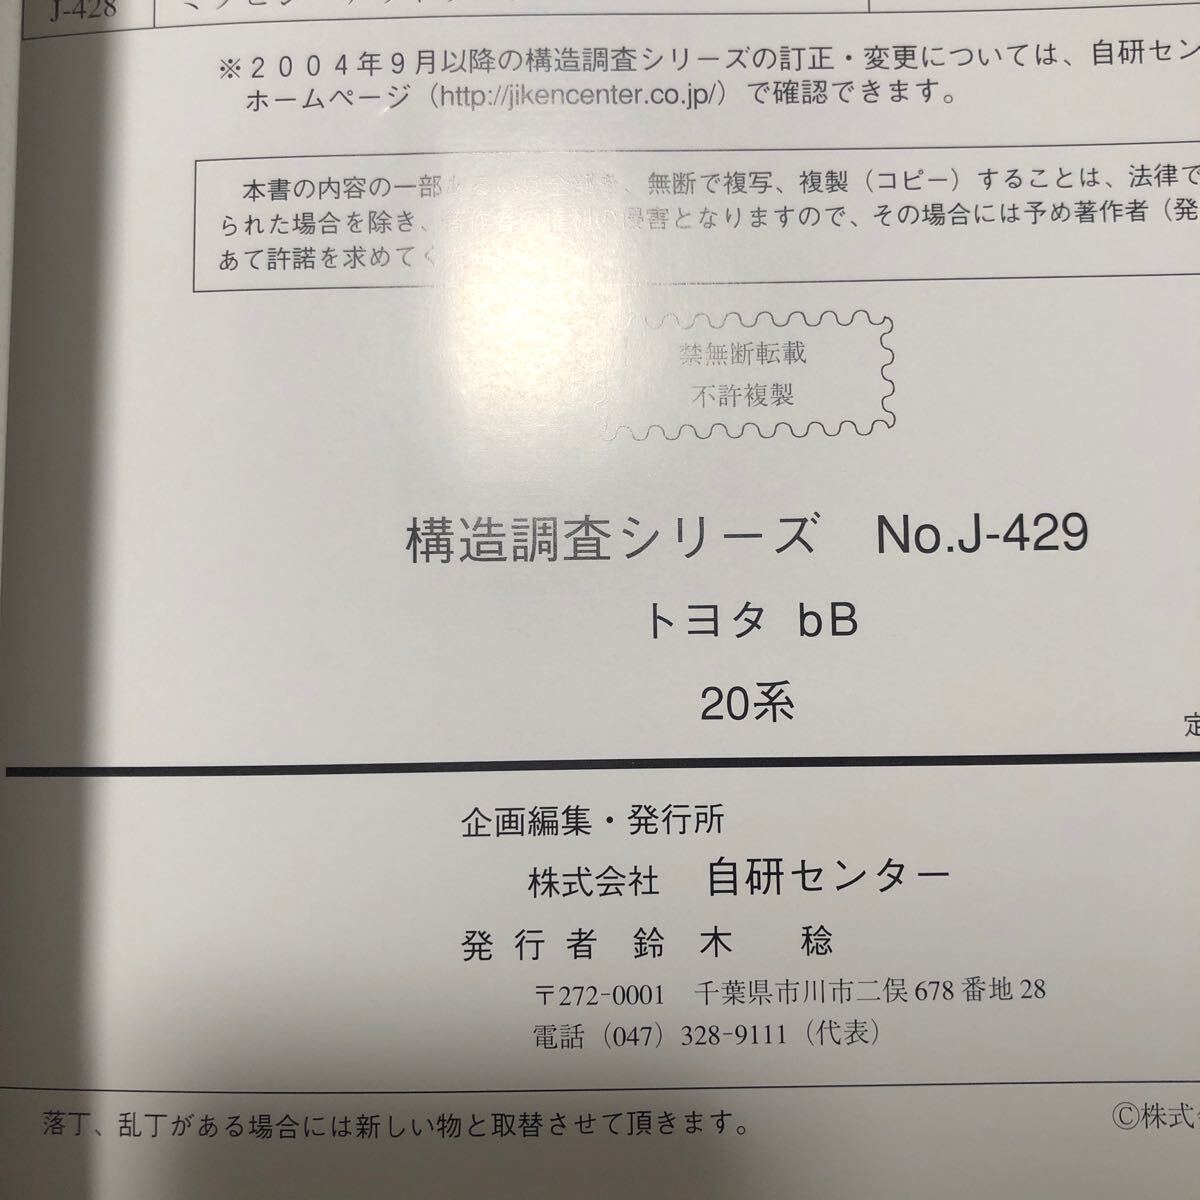 J-428
※2004年9月以降の構造調査シリーズの訂正・変更については、自研セン
ホームページ（http://jikencenter.co.jp/）で確認できます。
本書の内容の一部あ、無断で複写、複製（コピー）することは、法律で
られた場合を除き、侵害となりますので、その場合には予め著作者（発
あて許諾を求めてく
禁無断転載
不許複製
構造調査シリーズ No.J-429
トヨタ bB
20系
定
企画編集・発行所
株式会社 自研センター
発行者 鈴木 稔
〒272-0001 千葉県市川市二俣678番地28
電話（047）328-9111（代表）
落丁、乱丁がある場合には新しい物と取替させて頂きます。
©株式